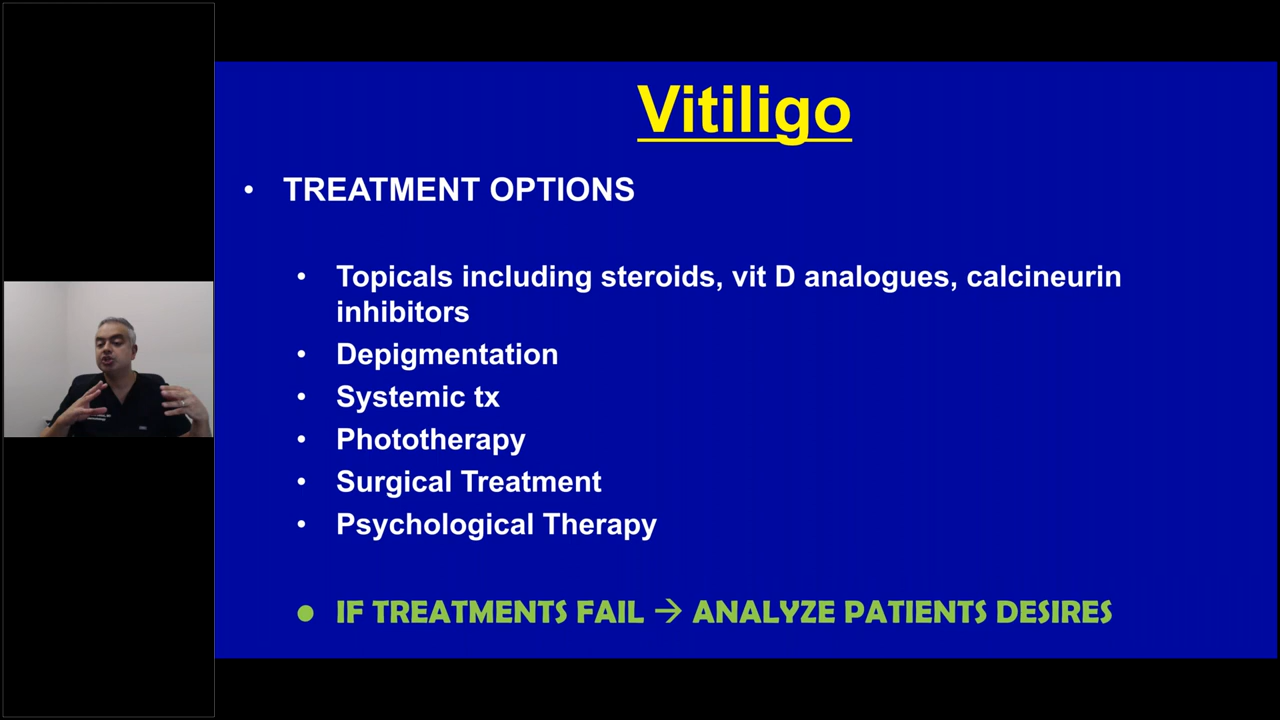 Vitiligo
• TREATMENT OPTIONS
• Topicals including steroids, vit D analogues, calcineurin
inhibitors
• Depigmentation
• Systemic tx
• Phototherapy
• Surgical Treatment
• Psychological Therapy
• IF TREATMENTS FAIL → ANALYZE PATIENTS DESIRES